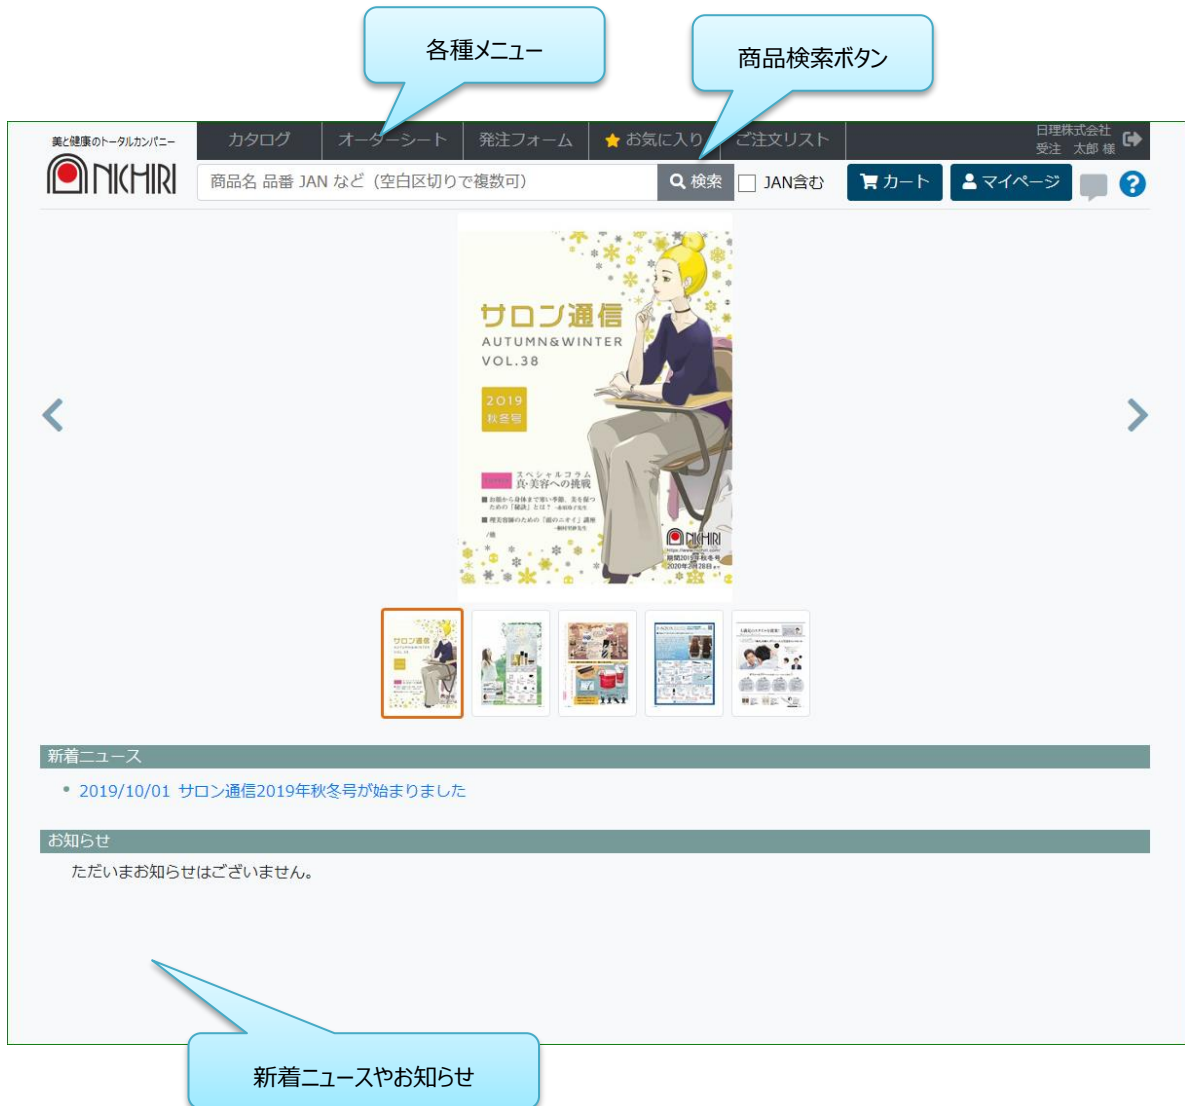 各種メニュー
商品検索ボタン
美と健康のトータルカンパニー
NICHIRI
カタログ
オーダーシート
発注フォーム
お気に入り
ご注文リスト
日理株式会社
受注 太郎 様
商品名 品番 JAN など（空白区切りで複数可）
検索
JAN含む
カート
マイページ
?
サロン通信
AUTUMN&WINTER
VOL.38
2019
秋冬号
スペシャルコラム
真・美容への挑戦
NICHIRI
サロン通信
新着ニュース
• 2019/10/01 サロン通信2019年秋冬号が始まりました
お知らせ
ただいまお知らせはございません。
新着ニュースやお知らせ